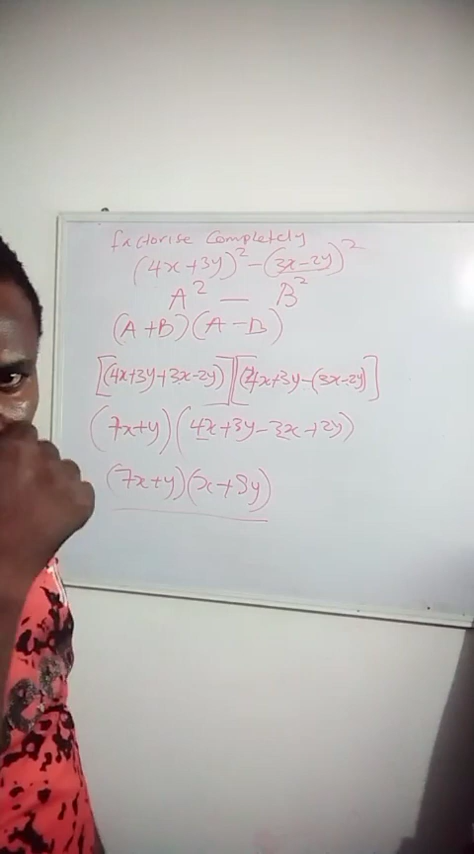 factorise Completely
(4x+3y)² - (3x-2y)²
A² - B²
(A+B)(A-B)
[(4x+3y+3x-2y)][(4x+3y-(3x-2y)]
(7x+y)(4x+3y-3x+2y)
(7x+y)(x+5y)